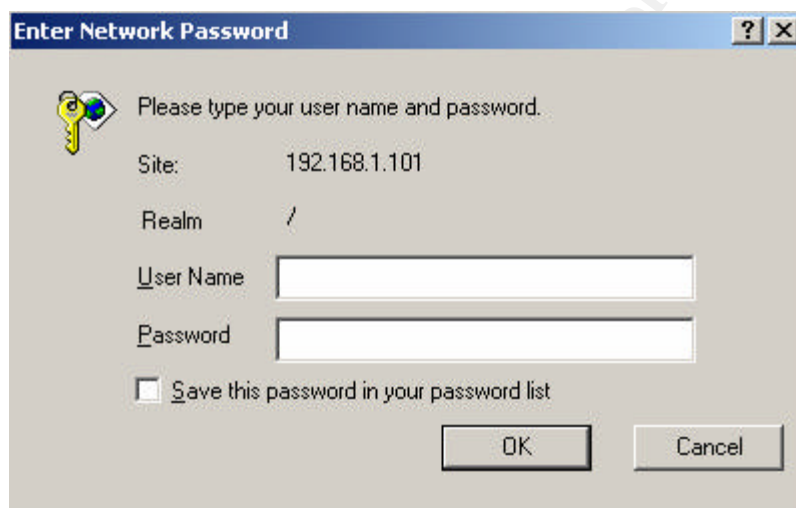 Enter Network Password
Please type your user name and password.
Site: 192.168.1.101
Realm /
User Name
Password
Save this password in your password list
OK Cancel